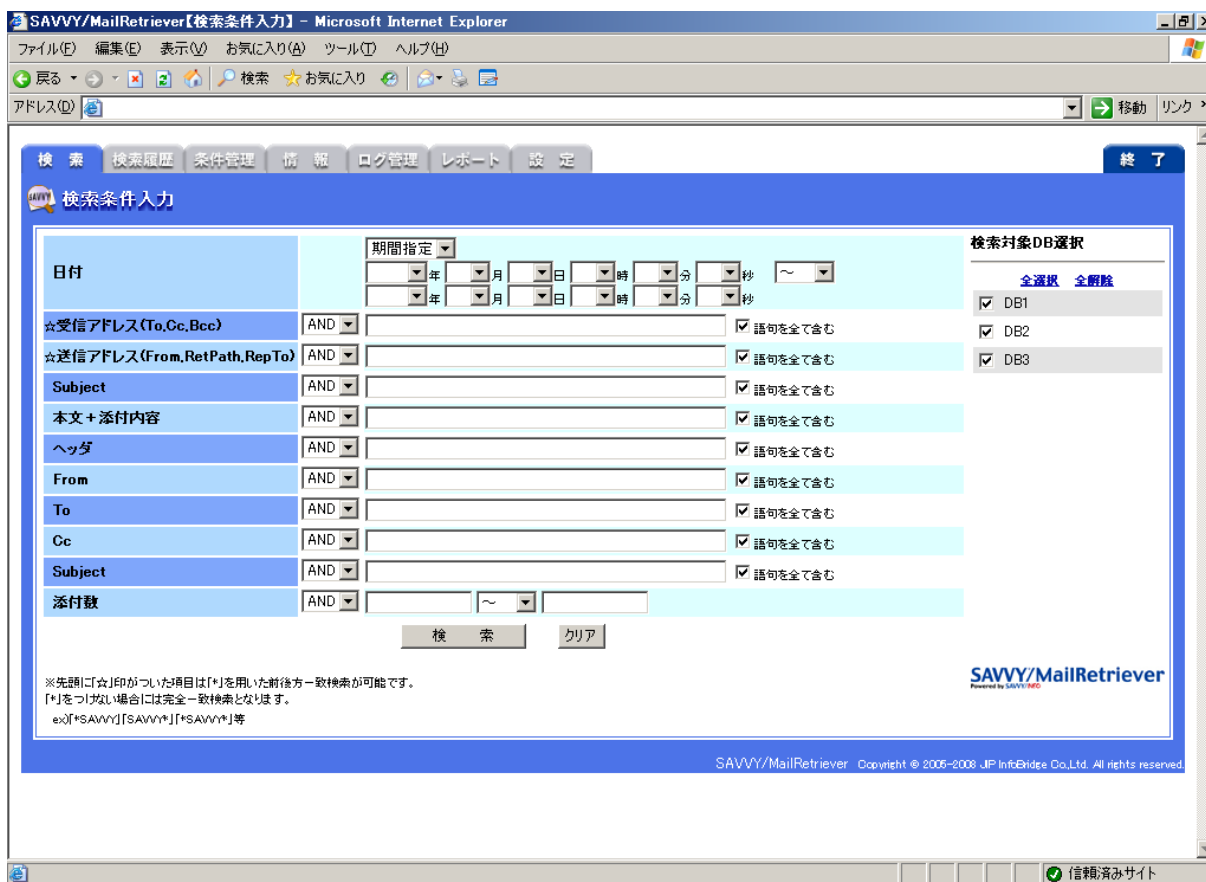 SAVVY/MailRetriever【検索条件入力】 - Microsoft Internet Explorer
ファイル(F) 編集(E) 表示(V) お気に入り(A) ツール(T) ヘルプ(H)
戻る 検索 お気に入り
アドレス(D) 移動 リンク
検 索 検索履歴 条件管理 情 報 ログ管理 レポート 設 定 終 了
SAVVY 検索条件入力
日付 期間指定
年 月 日 時 分 秒 ～
年 月 日 時 分 秒
☆受信アドレス(To,Cc,Bcc) AND 語句を全て含む
☆送信アドレス(From,RetPath,RepTo) AND 語句を全て含む
Subject AND 語句を全て含む
本文+添付内容 AND 語句を全て含む
ヘッダ AND 語句を全て含む
From AND 語句を全て含む
To AND 語句を全て含む
Cc AND 語句を全て含む
Subject AND 語句を全て含む
添付数 AND ～
検 索 クリア
検索対象DB選択
全選択 全解除
DB1
DB2
DB3
※先頭に「☆」印がついた項目は「*」を用いた前後方一致検索が可能です。
「*」をつけない場合には完全一致検索となります。
ex)「*SAVVY」「SAVVY*」「*SAVVY*」等
SAVVY/MailRetriever
Powered by SAVVY/NEO
SAVVY/MailRetriever Copyright © 2005-2008 JIP InfoBridge Co.,Ltd. All rights reserved.
信頼済みサイト